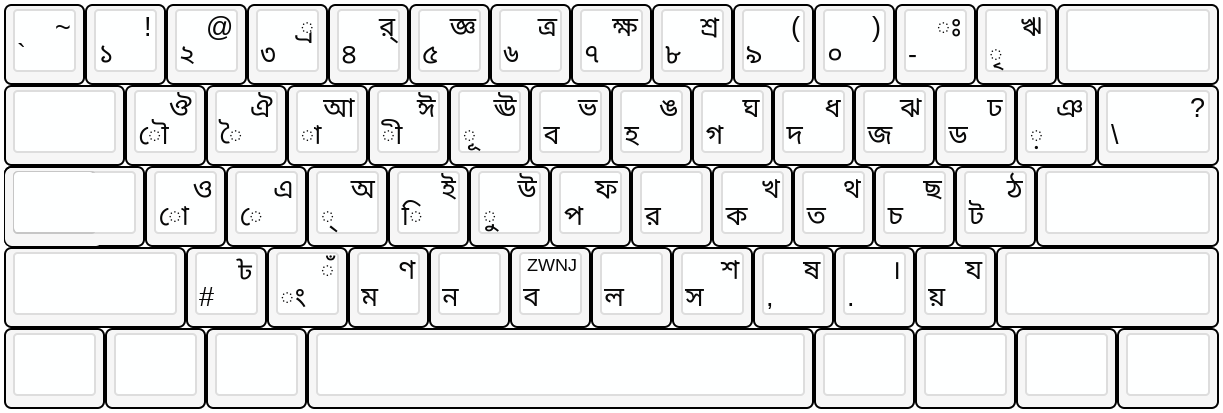 ~ ! @ ্র র্ জ্ঞ ত্র ক্ষ শ্র ( ) ঃ ঋ
` ১ ২ ৩ ৪ ৫ ৬ ৭ ৮ ৯ ০ - ৃ
ঔ ঐ আ ঈ ঊ ভ ঙ ঘ ধ ঝ ঢ ঞ ?
ৌ ৈ া ী ূ ব হ গ দ জ ড ় \
ও এ অ ই উ ফ খ থ ছ ঠ
ো ে ্ ি ু প র ক ত চ ট
ৼ ঁ ণ ZWNJ শ ষ । য
# ং ম ন ব ল স , . য়